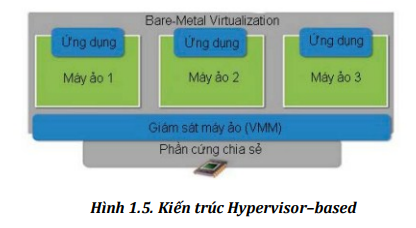 Bare-Metal Virtualization
Ứng dụng Ứng dụng Ứng dụng
Máy ảo 1 Máy ảo 2 Máy ảo 3
Giám sát máy ảo (VMM)
Phần cứng chia sẻ
Hình 1.5. Kiến trúc Hypervisor–based